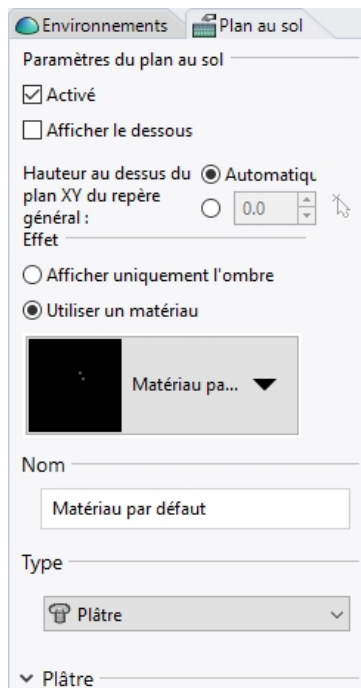 Environnements Plan au sol
Paramètres du plan au sol
Activé
Afficher le dessous
Hauteur au dessus du
plan XY du repère
général :
Automatiqu
0.0
Effet
Afficher uniquement l'ombre
Utiliser un matériau
Matériau pa...
Nom
Matériau par défaut
Type
Plâtre
Plâtre